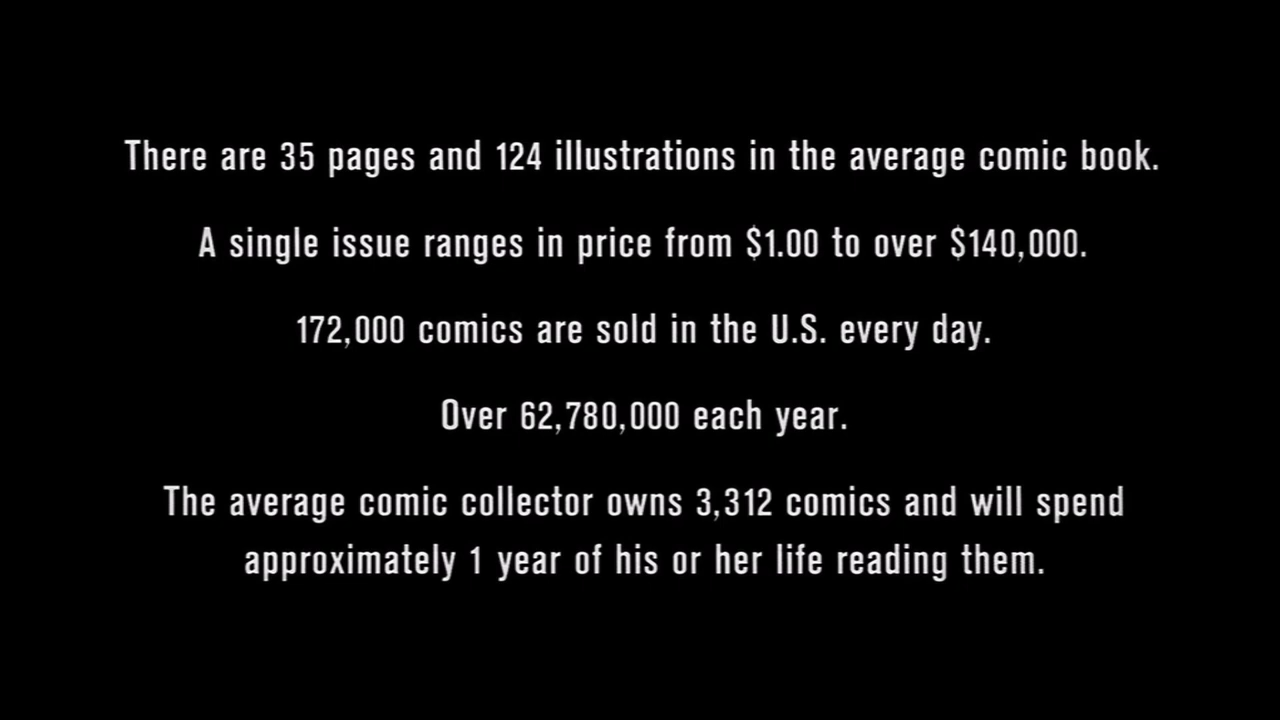 There are 35 pages and 124 illustrations in the average comic book.
A single issue ranges in price from $1.00 to over $140,000.
172,000 comics are sold in the U.S. every day.
Over 62,780,000 each year.
The average comic collector owns 3,312 comics and will spend
approximately 1 year of his or her life reading them.